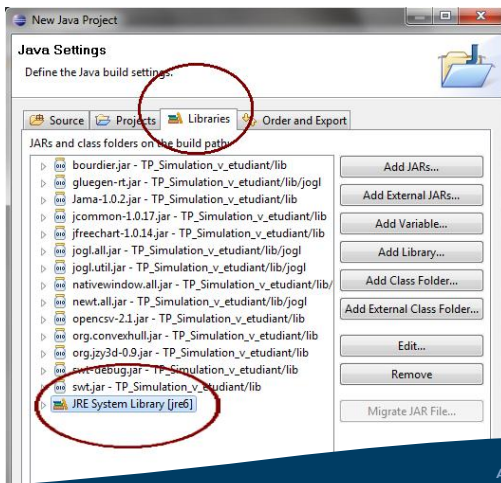 New Java Project
Java Settings
Define the Java build settings.
Source Projects Libraries Order and Export
JARs and class folders on the build path:
bourdier.jar - TP_Simulation_v_etudiant/lib
gluegen-rt.jar - TP_Simulation_v_etudiant/lib/jogl
Jama-1.0.2.jar - TP_Simulation_v_etudiant/lib
jcommon-1.0.17.jar - TP_Simulation_v_etudiant/lib
jfreechart-1.0.14.jar - TP_Simulation_v_etudiant/lib
jogl.all.jar - TP_Simulation_v_etudiant/lib/jogl
jogl.util.jar - TP_Simulation_v_etudiant/lib/jogl
nativewindow.all.jar - TP_Simulation_v_etudiant/lib/
newt.all.jar - TP_Simulation_v_etudiant/lib/jogl
opencsv-2.1.jar - TP_Simulation_v_etudiant/lib
org.convexhull.jar - TP_Simulation_v_etudiant/lib
org.jzy3d-0.9.jar - TP_Simulation_v_etudiant/lib
swt-debug.jar - TP_Simulation_v_etudiant/lib
swt.jar - TP_Simulation_v_etudiant/lib
JRE System Library [jre6]
Add JARs...
Add External JARs...
Add Variable...
Add Library...
Add Class Folder...
Add External Class Folder...
Edit...
Remove
Migrate JAR File...